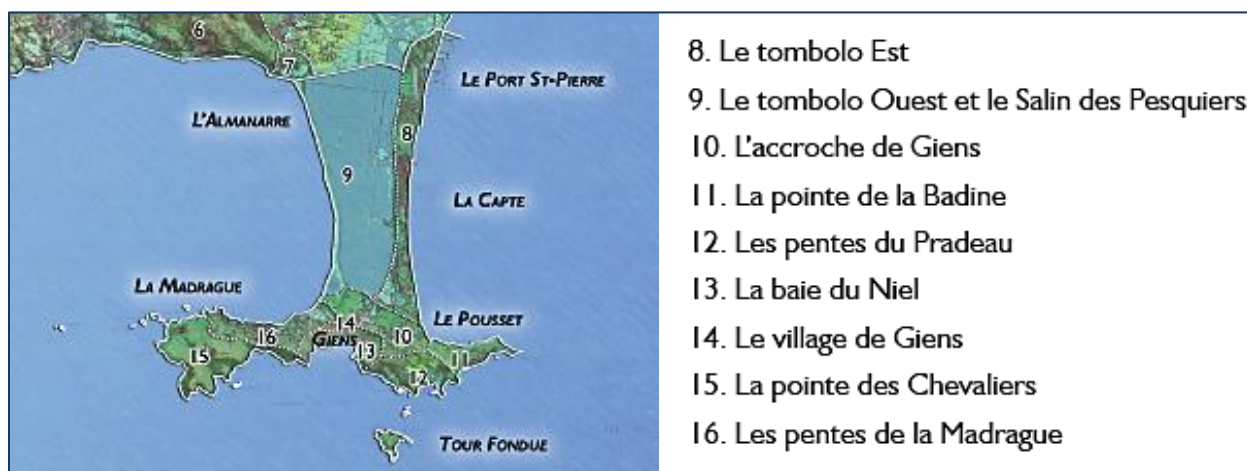 6
7
LE PORT ST-PIERRE
L'ALMANARRE
8
9
LA CAPTE
LA MADRAGUE
LE POUSSET
14
10
16
GIENS
15
13
11
12
TOUR FONDUE
8. Le tombolo Est
9. Le tombolo Ouest et le Salin des Pesquiers
10. L'accroche de Giens
11. La pointe de la Badine
12. Les pentes du Pradeau
13. La baie du Niel
14. Le village de Giens
15. La pointe des Chevaliers
16. Les pentes de la Madrague